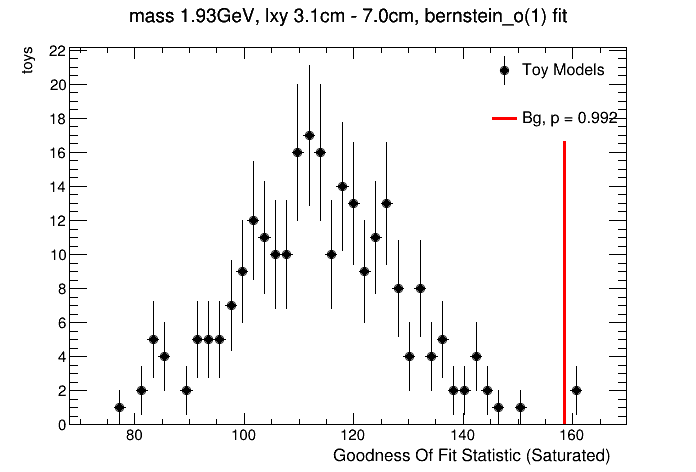 mass 1.93GeV, lxy 3.1cm - 7.0cm, bernstein_o(1) fit
toys
22
20
18
16
14
12
10
8
6
4
2
0
Toy Models
Bg, p = 0.992
80 100 120 140 160
Goodness Of Fit Statistic (Saturated)